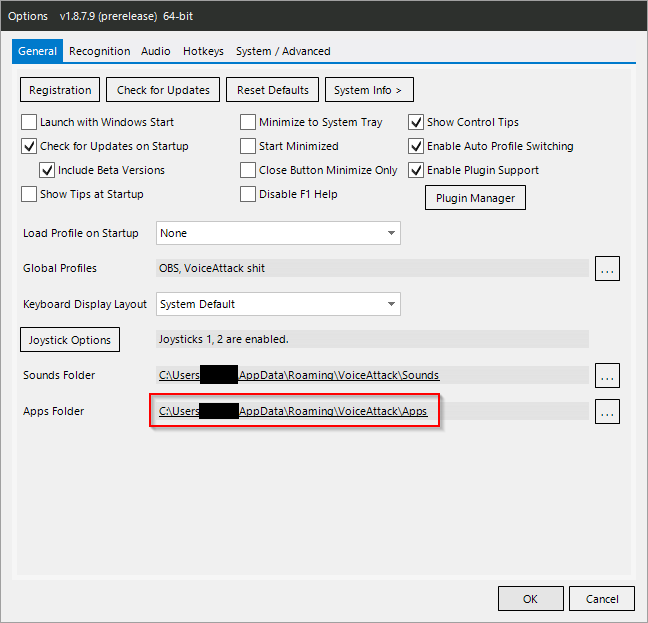 Options v1.8.7.9 (prerelease) 64-bit
General Recognition Audio Hotkeys System / Advanced
Registration Check for Updates Reset Defaults System Info >
Launch with Windows Start Minimize to System Tray Show Control Tips
Check for Updates on Startup Start Minimized Enable Auto Profile Switching
Include Beta Versions Close Button Minimize Only Enable Plugin Support
Show Tips at Startup Disable F1 Help Plugin Manager
Load Profile on Startup None
Global Profiles OBS, VoiceAttack shit ...
Keyboard Display Layout System Default
Joystick Options Joysticks 1, 2 are enabled.
Sounds Folder C:\Users AppData\Roaming\VoiceAttack\Sounds ...
Apps Folder C:\Users AppData\Roaming\VoiceAttack\Apps ...
OK Cancel